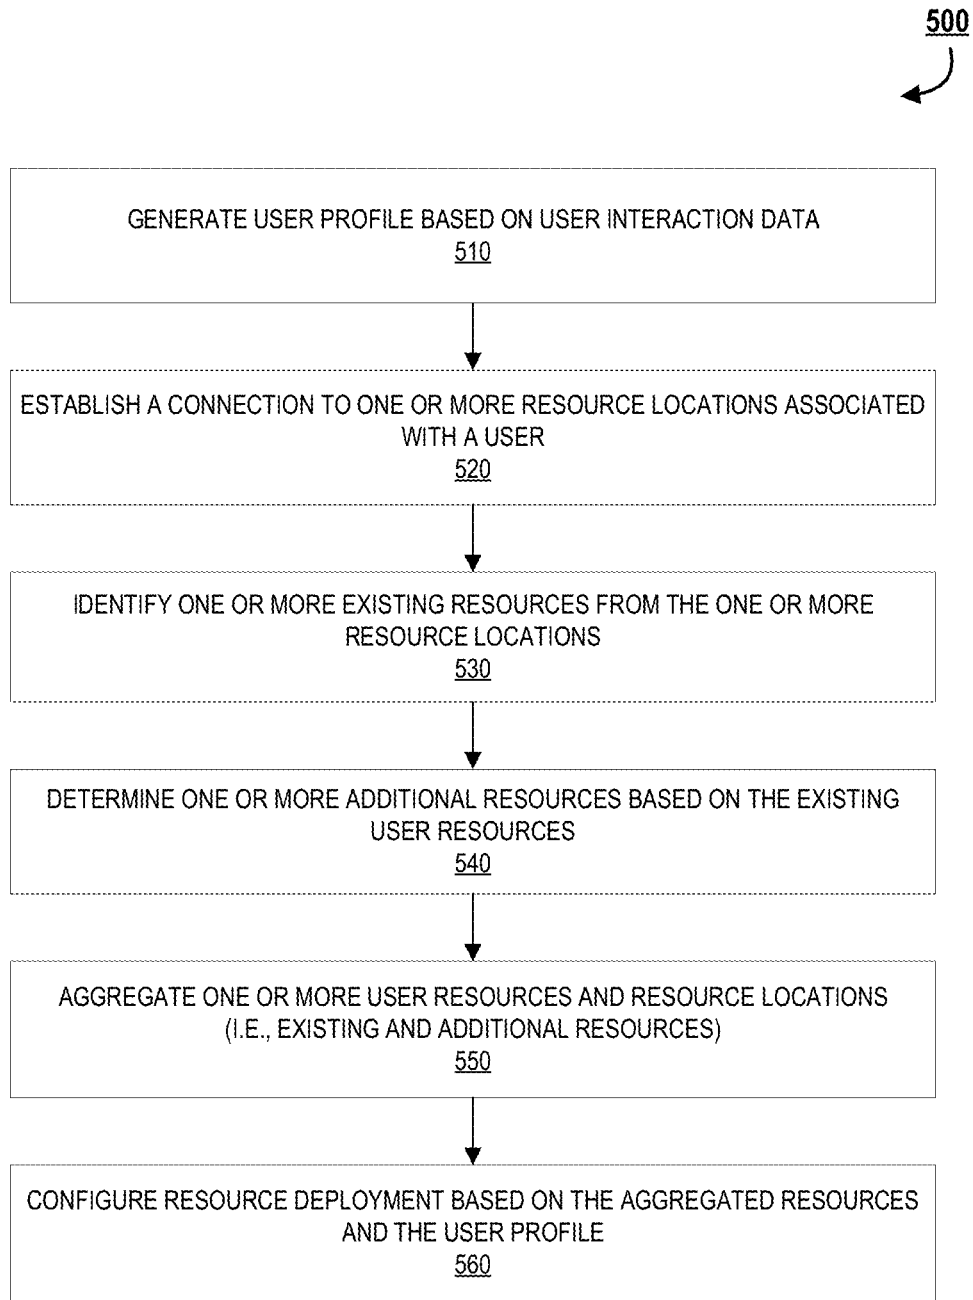 500
GENERATE USER PROFILE BASED ON USER INTERACTION DATA
510
ESTABLISH A CONNECTION TO ONE OR MORE RESOURCE LOCATIONS ASSOCIATED
WITH A USER
520
IDENTIFY ONE OR MORE EXISTING RESOURCES FROM THE ONE OR MORE
RESOURCE LOCATIONS
530
DETERMINE ONE OR MORE ADDITIONAL RESOURCES BASED ON THE EXISTING
USER RESOURCES
540
AGGREGATE ONE OR MORE USER RESOURCES AND RESOURCE LOCATIONS
(I.E., EXISTING AND ADDITIONAL RESOURCES)
550
CONFIGURE RESOURCE DEPLOYMENT BASED ON THE AGGREGATED RESOURCES
AND THE USER PROFILE
560